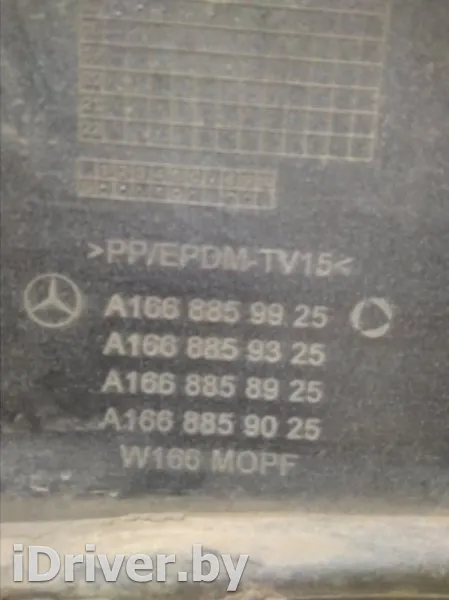 >PP/EPDM-TV15<
A166 885 99 25
A166 885 93 25
A166 885 89 25
A166 885 90 25
W166 MOPF
iDriver.by